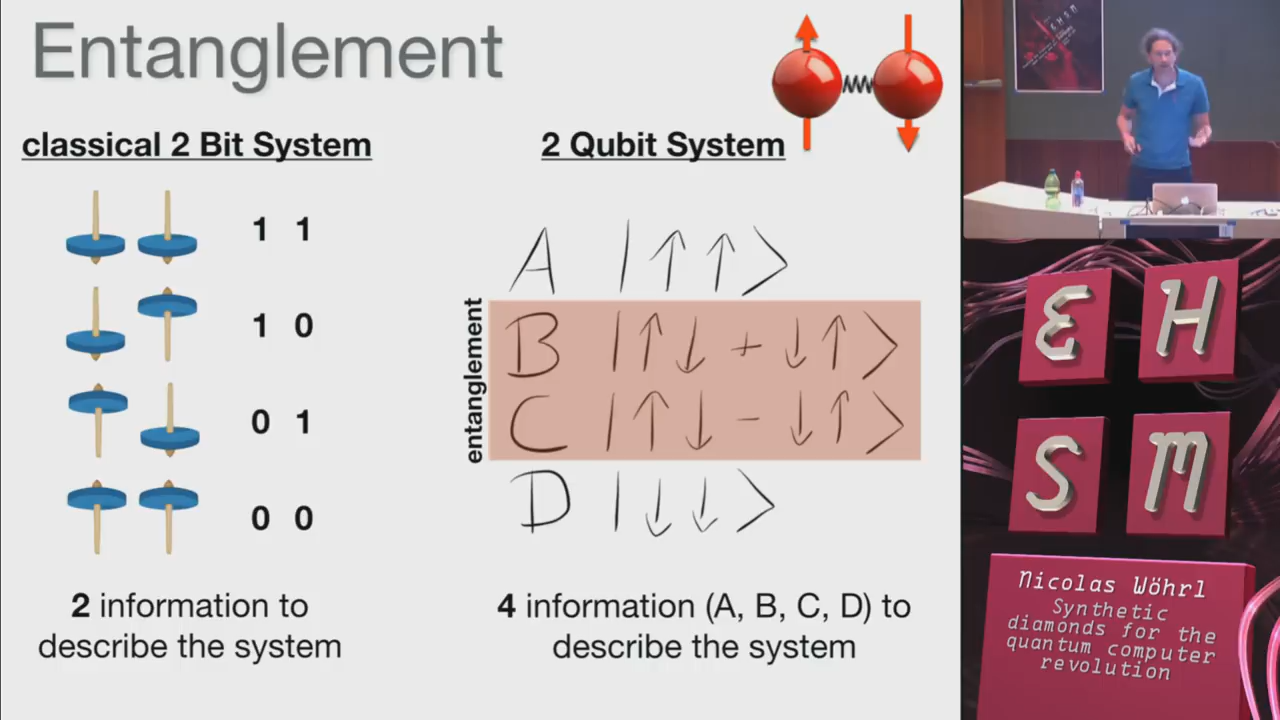 Entanglement
classical 2 Bit System
1 1
1 0
0 1
0 0
2 information to
describe the system
2 Qubit System
A |↑↑>
entanglement
B |↑↓ + ↓↑>
C |↑↓ - ↓↑>
D |↓↓>
4 information (A, B, C, D) to
describe the system
EHSM
E H
S M
Nicolas Wöhrl
Synthetic
diamonds for the
quantum computer
revolution